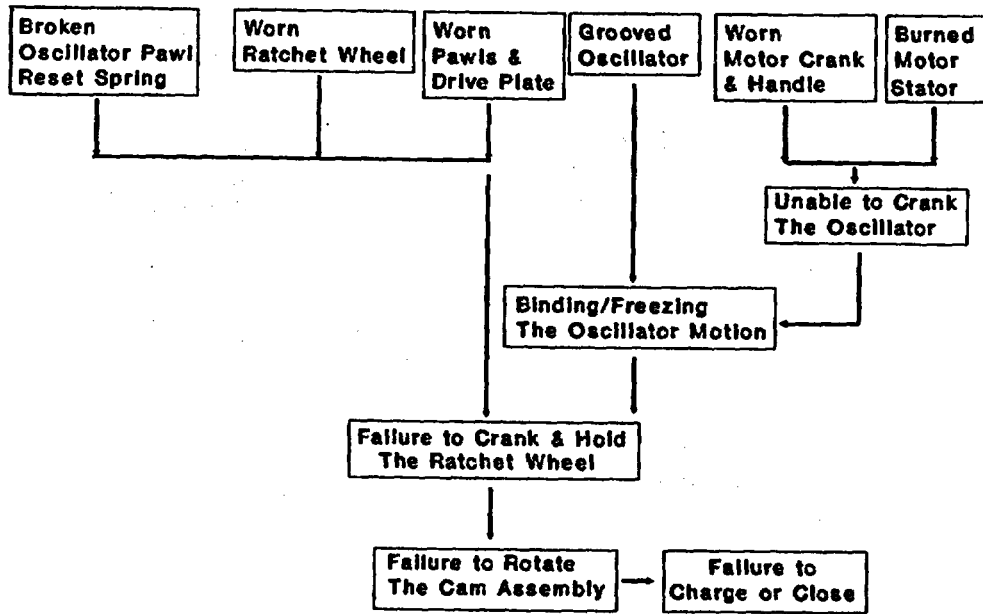 Broken
Oscillator Pawl
Reset Spring
Worn
Ratchet Wheel
Worn
Pawls &
Drive Plate
Grooved
Oscillator
Worn
Motor Crank
& Handle
Burned
Motor
Stator
Unable to Crank
The Oscillator
Binding/Freezing
The Oscillator Motion
Failure to Crank & Hold
The Ratchet Wheel
Failure to Rotate
The Cam Assembly
Failure to
Charge or Close